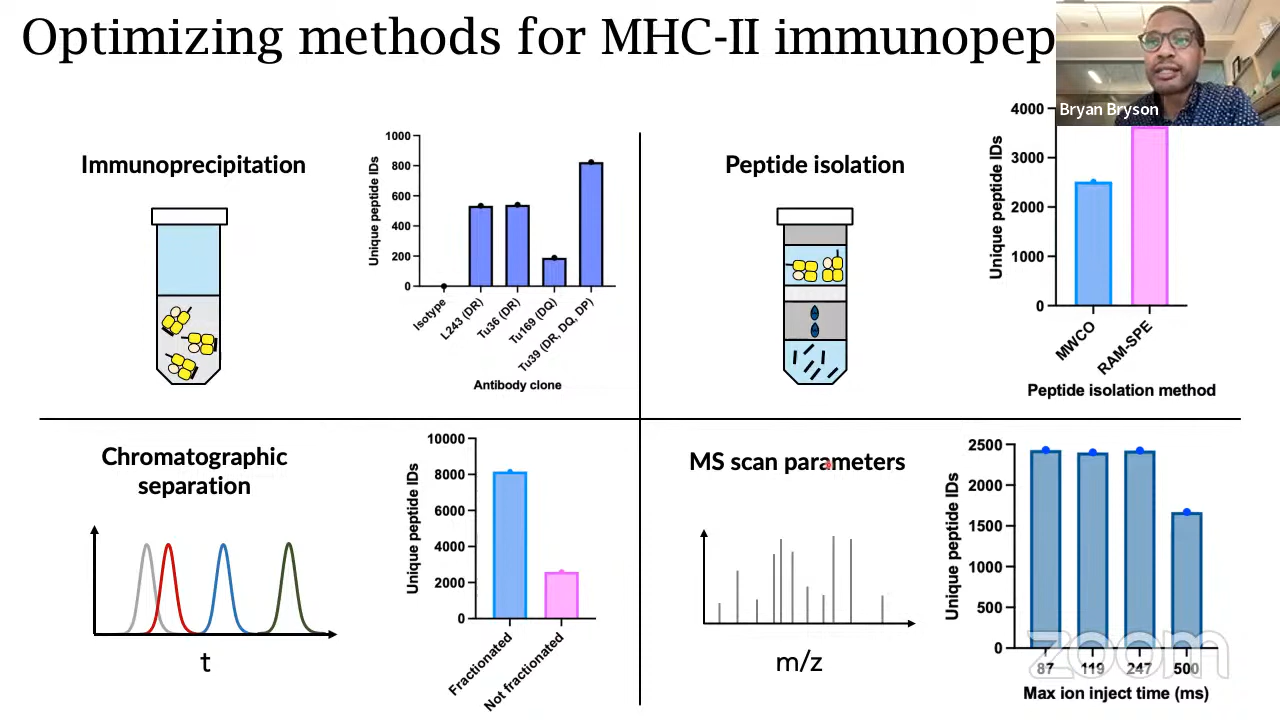 Optimizing methods for MHC-II immunopep
Bryan Bryson
Immunoprecipitation
Unique peptide IDs
1000
800
600
400
200
0
Isotype
L243 (DR)
Tu36 (DR)
Tu169 (DQ)
Tu39 (DR, DQ, DP)
Antibody clone
Peptide isolation
Unique peptide IDs
4000
3000
2000
1000
0
MWCO
RAM-SPE
Peptide isolation method
Chromatographic
separation
t
Unique peptide IDs
10000
8000
6000
4000
2000
0
Fractionated
Not fractionated
MS scan parameters
m/z
Unique peptide IDs
2500
2000
1500
1000
500
0
87
119
247
500
Max ion inject time (ms)
zoom